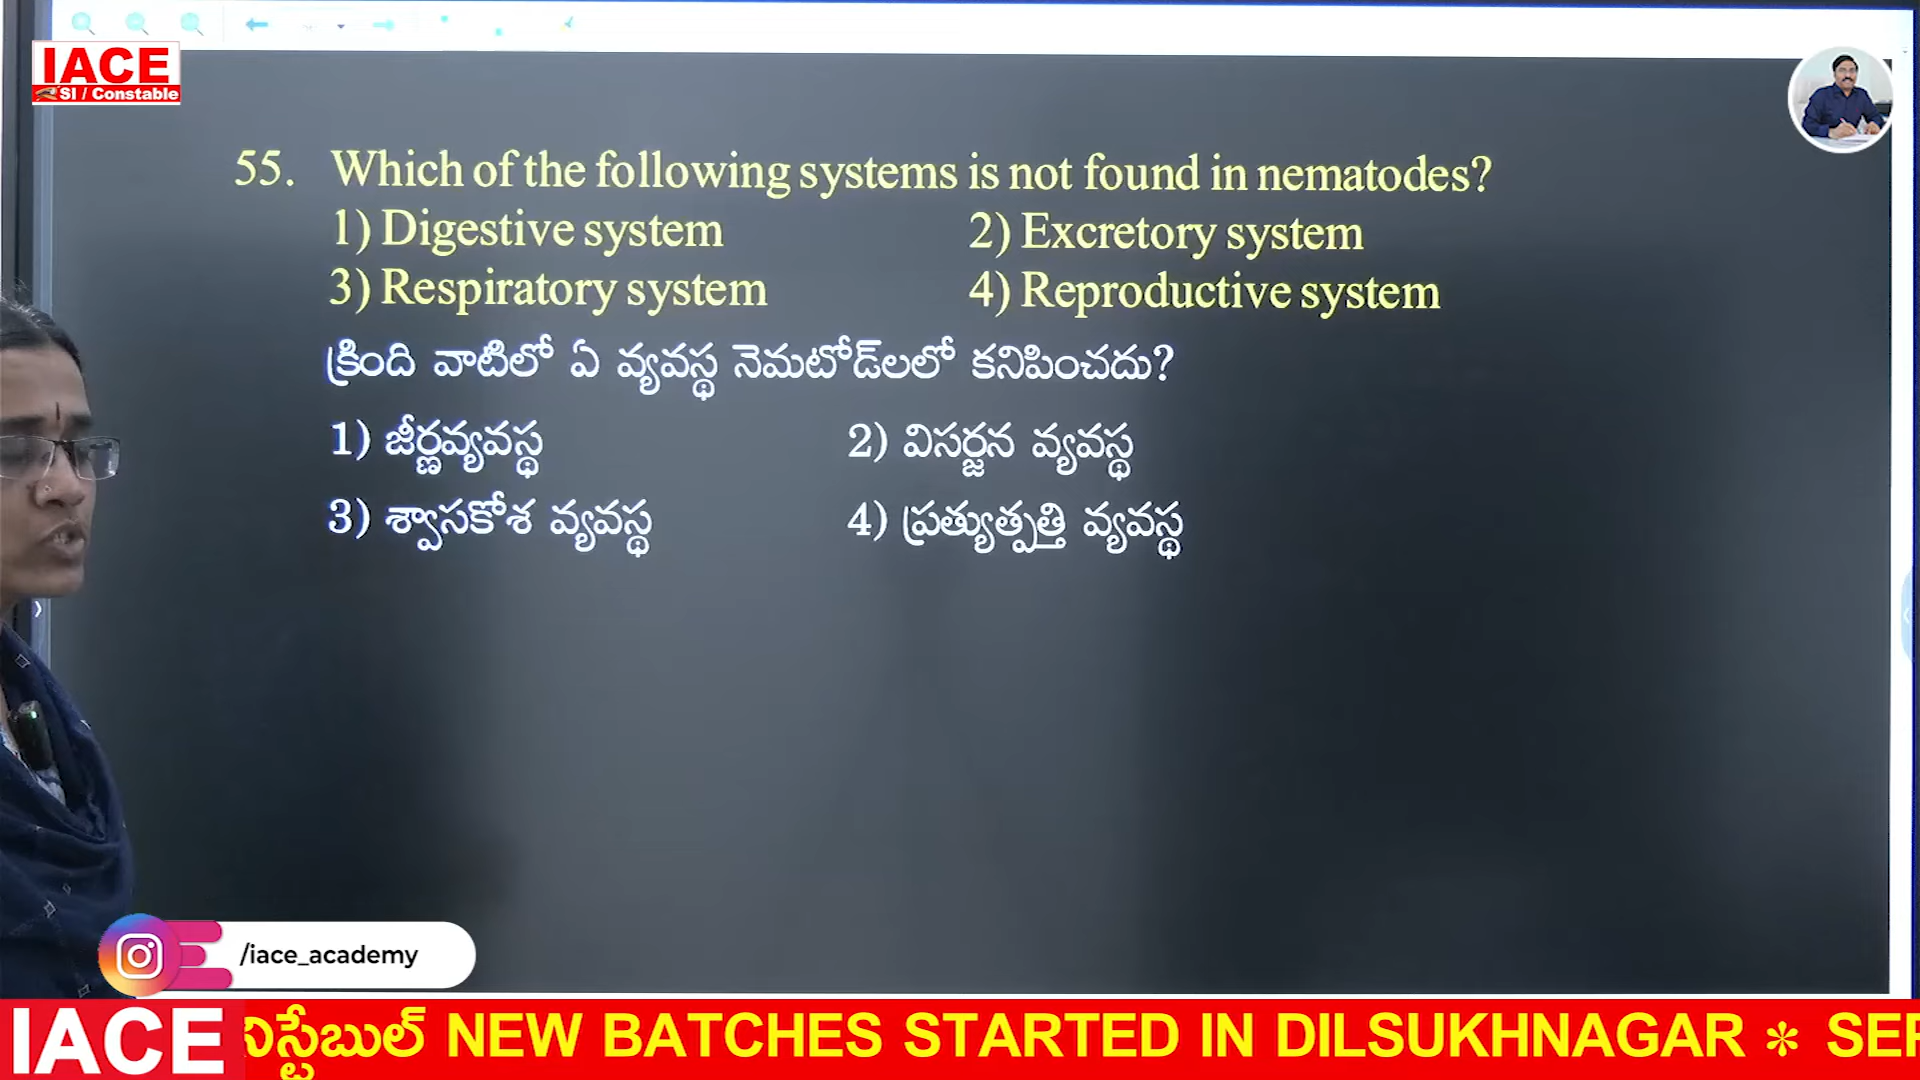 IACE
SI / Constable
55. Which of the following systems is not found in nematodes?
1) Digestive system 2) Excretory system
3) Respiratory system 4) Reproductive system
క్రింది వాటిలో ఏ వ్యవస్థ నెమటోడ్‌లలో కనిపించదు?
1) జీర్ణవ్యవస్థ 2) విసర్జన వ్యవస్థ
3) శ్వాసకోశ వ్యవస్థ 4) ప్రత్యుత్పత్తి వ్యవస్థ
/iace_academy
IACE నిస్టేబుల్ NEW BATCHES STARTED IN DILSUKHNAGAR * SEP